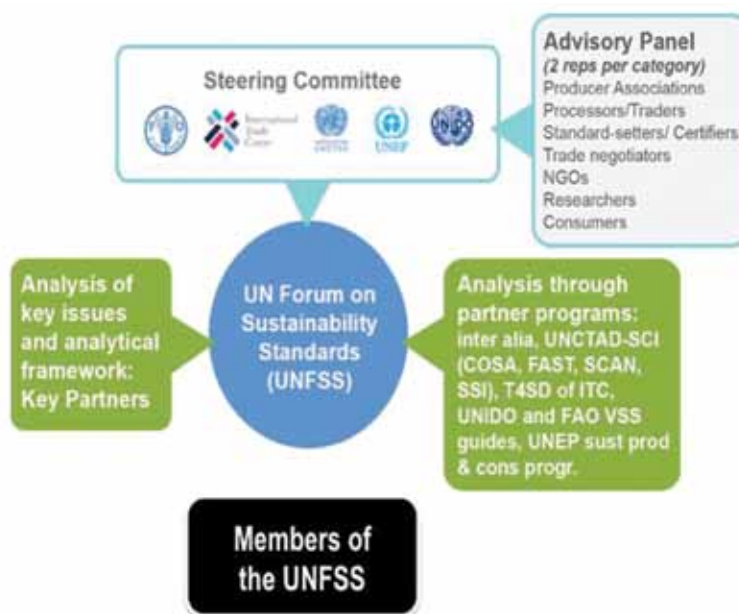 Steering Committee
International
Trade
Centre
UNEP
Advisory Panel
(2 reps per category)
Producer Associations
Processors/Traders
Standard-setters/ Certifiers
Trade negotiators
NGOs
Researchers
Consumers
Analysis of
key issues
and analytical
framework:
Key Partners
UN Forum on
Sustainability
Standards
(UNFSS)
Analysis through
partner programs:
inter alia, UNCTAD-SCI
(COSA, FAST, SCAN,
SSI), T4SD of ITC,
UNIDO and FAO VSS
guides, UNEP sust prod
& cons progr.
Members of
the UNFSS